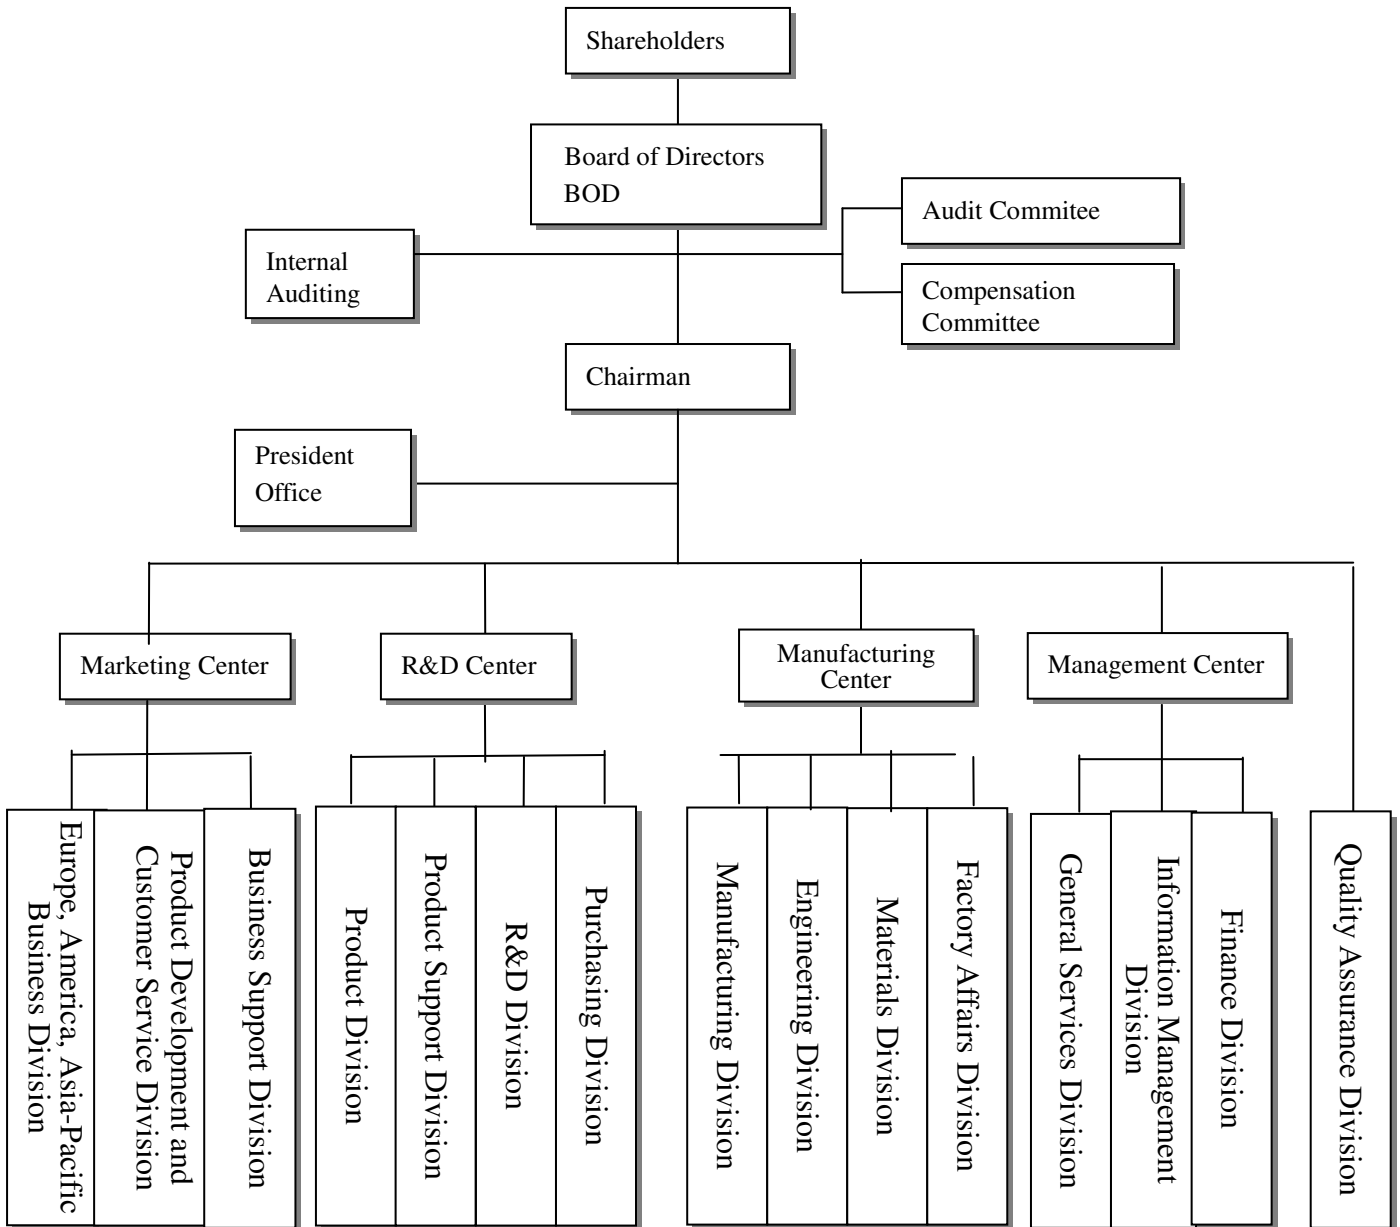 Shareholders
Board of Directors
BOD
Audit Commitee
Internal
Auditing
Compensation
Committee
Chairman
President
Office
Marketing Center
R&D Center
Manufacturing
Center
Management Center
Europe, America, Asia-Pacific
Business Division
Product Development and
Customer Service Division
Business Support Division
Product Division
Product Support Division
R&D Division
Purchasing Division
Manufacturing Division
Engineering Division
Materials Division
Factory Affairs Division
General Services Division
Information Management
Division
Finance Division
Quality Assurance Division